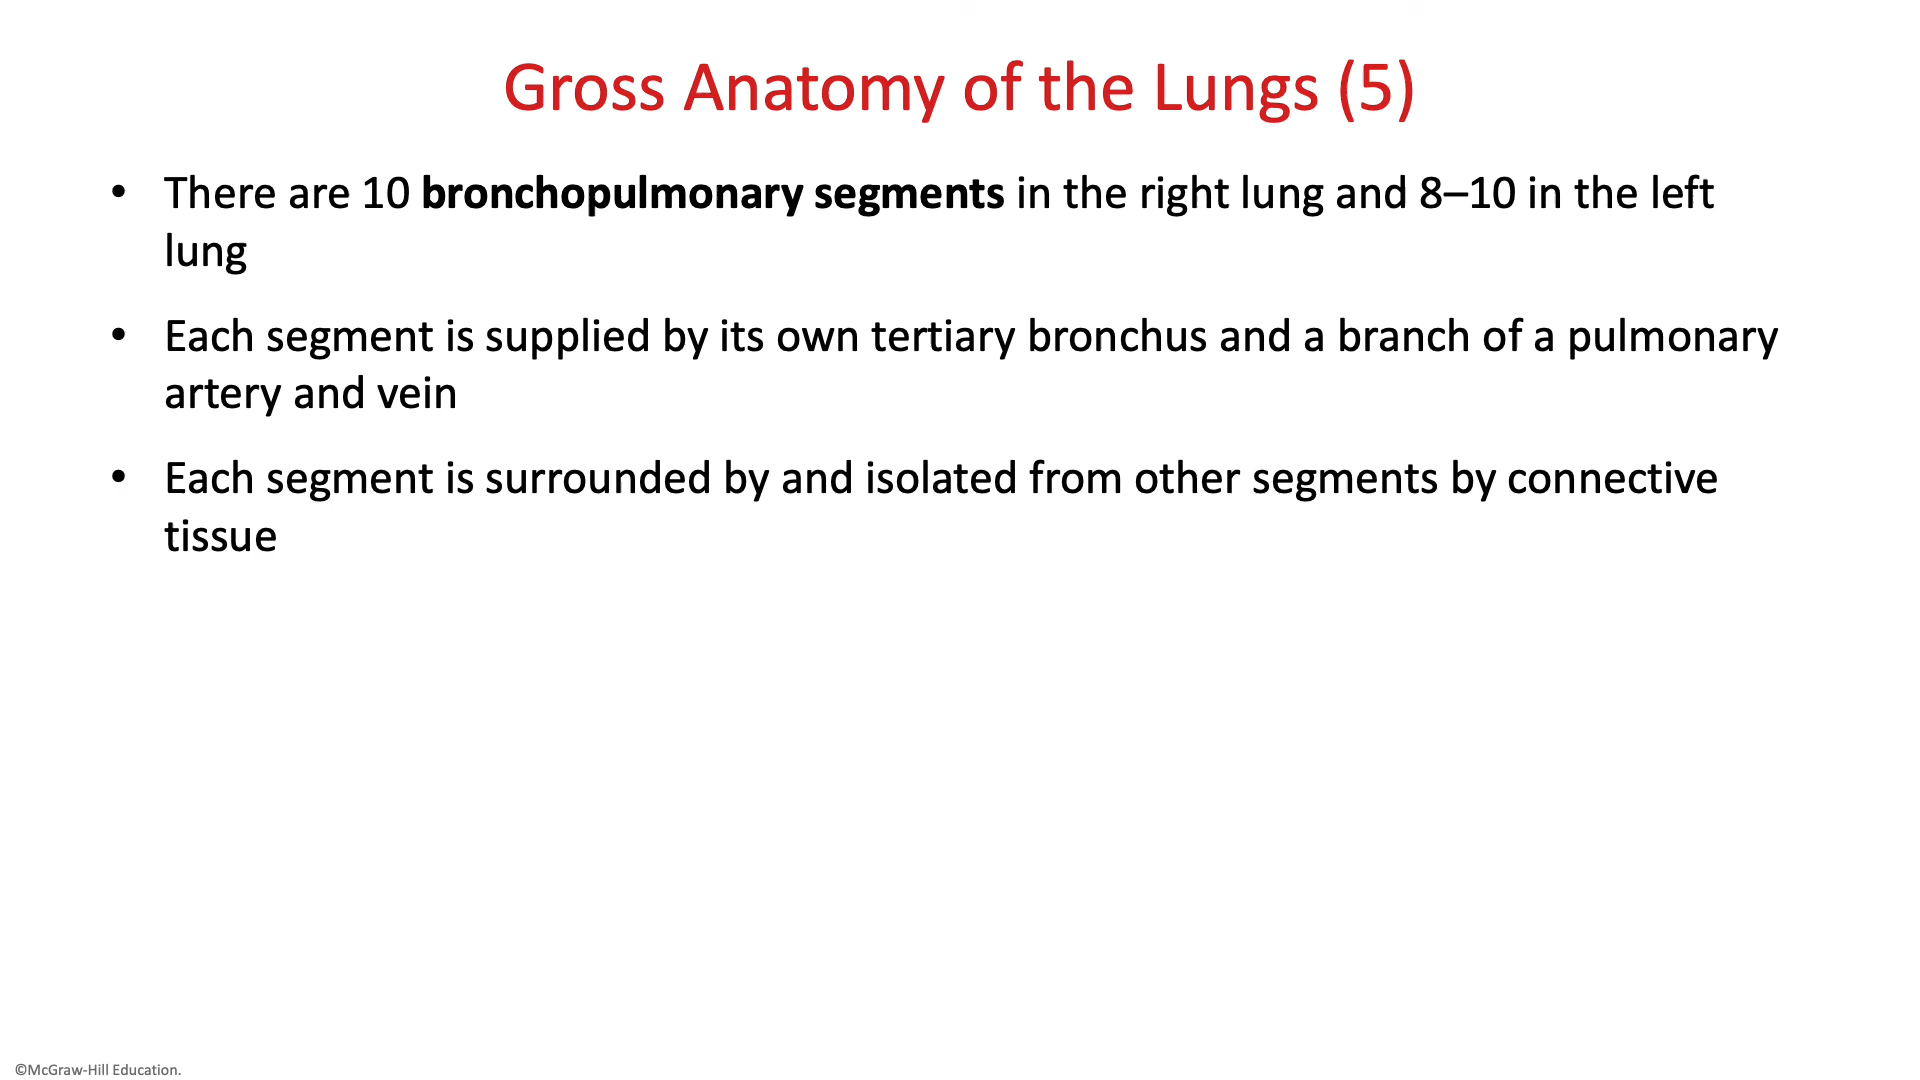 Gross Anatomy of the Lungs (5)
• There are 10 bronchopulmonary segments in the right lung and 8–10 in the left
lung
• Each segment is supplied by its own tertiary bronchus and a branch of a pulmonary
artery and vein
• Each segment is surrounded by and isolated from other segments by connective
tissue
©McGraw-Hill Education.